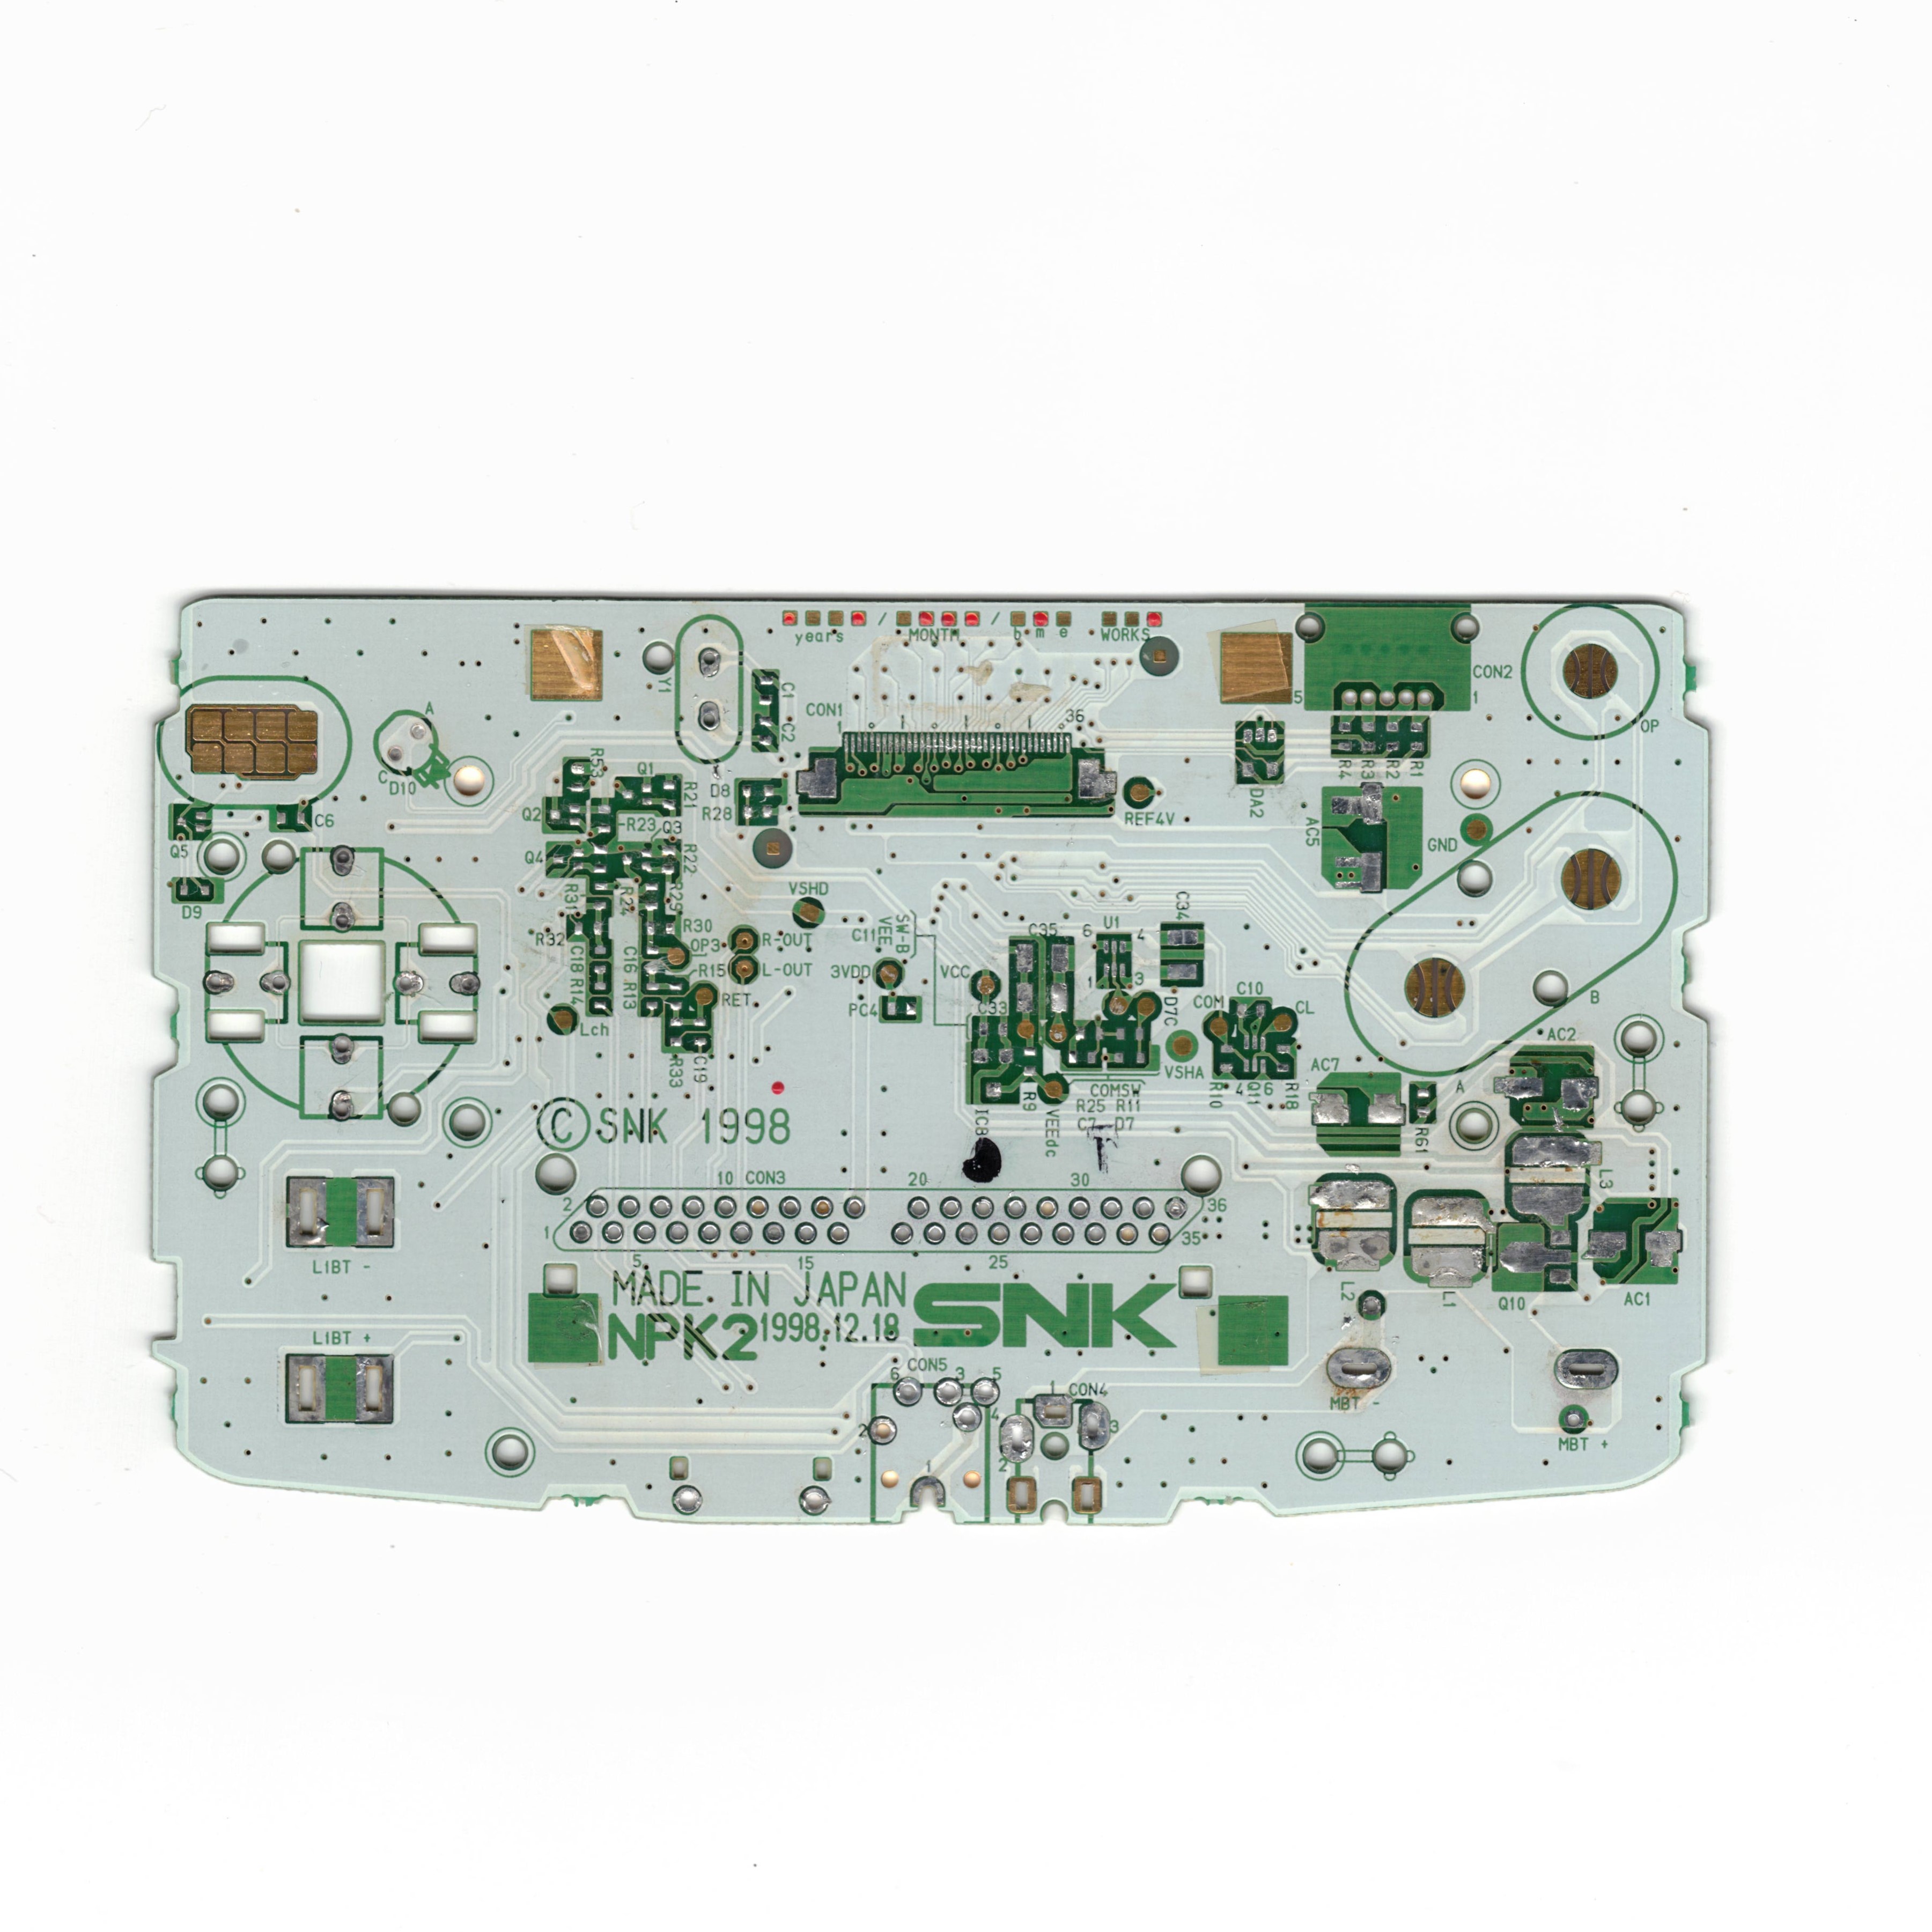 years / MONTH / b m e WORKS
CON2
5
1
Y1
C1
C2
CON1
1
36
A
C
D10
OP
R53
Q1
R21
D8
R28
Q2
R23
Q3
REF4V
DA2
R4
R3
R2
R1
C6
Q5
Q4
R22
AC5
GND
D9
R31
R24
R29
VSHD
C34
R32
R30
OP3
R-OUT
C11
VEE
SW-B
C35
6
U1
4
C18
R14
C16
R13
R15
L-OUT
3VDD
VCC
1
3
RET
PC4
C33
D7C
COM
C10
CL
B
Lch
R33
C19
VSHA
AC7
AC2
COMSW
R10
4
Q11
6
R18
A
R25 R11
C7 D7
IC8
R9
VEEdc
R61
© SNK 1998
T
L3
2
10 CON3
20
30
36
1
5
15
25
35
L1BT -
MADE IN JAPAN
SNK
NPK2 1998.12.18
L2
L1
Q10
AC1
L1BT +
CON5
6
3
5
1
CON4
MBT -
2
4
3
2
1
MBT +